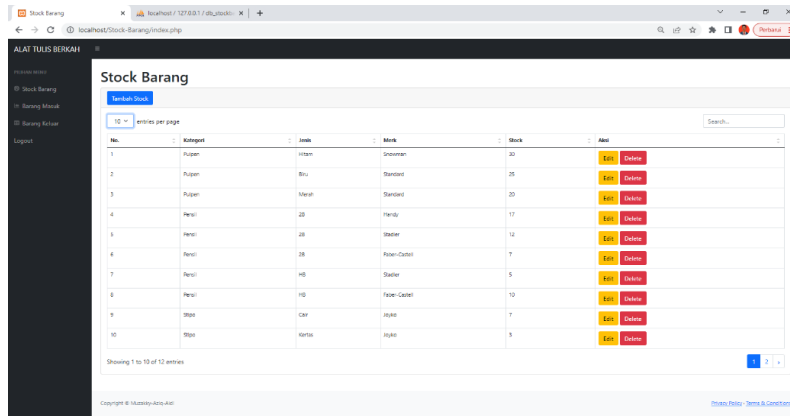 Stock Barang
localhost / 127.0.0.1 / db_stockb
localhost/Stock-Barang/index.php
Perbarui
ALAT TULIS BERKAH
Stock Barang
Barang Masuk
Barang Keluar
Logout
Stock Barang
Tambah Stock
10 entries per page
Search...
No. Kategori Jenis Merk Stock Aksi
1 Pulpen Hitam Snowman 30 Edit Delete
2 Pulpen Biru Standard 25 Edit Delete
3 Pulpen Merah Standard 20 Edit Delete
4 Pensil 2B Handy 17 Edit Delete
5 Pensil 2B Stadler 12 Edit Delete
6 Pensil 2B Faber-Castell 7 Edit Delete
7 Pensil HB Stadler 5 Edit Delete
8 Pensil HB Faber-Castell 10 Edit Delete
9 Stipo Cair Joyko 7 Edit Delete
10 Stipo Kertas Joyko 3 Edit Delete
Showing 1 to 10 of 12 entries
1 2 ›
Copyright ©
Privacy Policy · Terms & Conditions